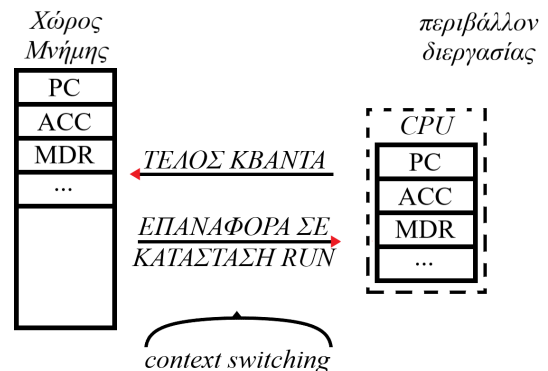 Χώρος
Μνήμης
PC
ACC
MDR
...
ΤΕΛΟΣ ΚΒΑΝΤΑ
ΕΠΑΝΑΦΟΡΑ ΣΕ
ΚΑΤΑΣΤΑΣΗ RUN
context switching
περιβάλλον
διεργασίας
CPU
PC
ACC
MDR
...